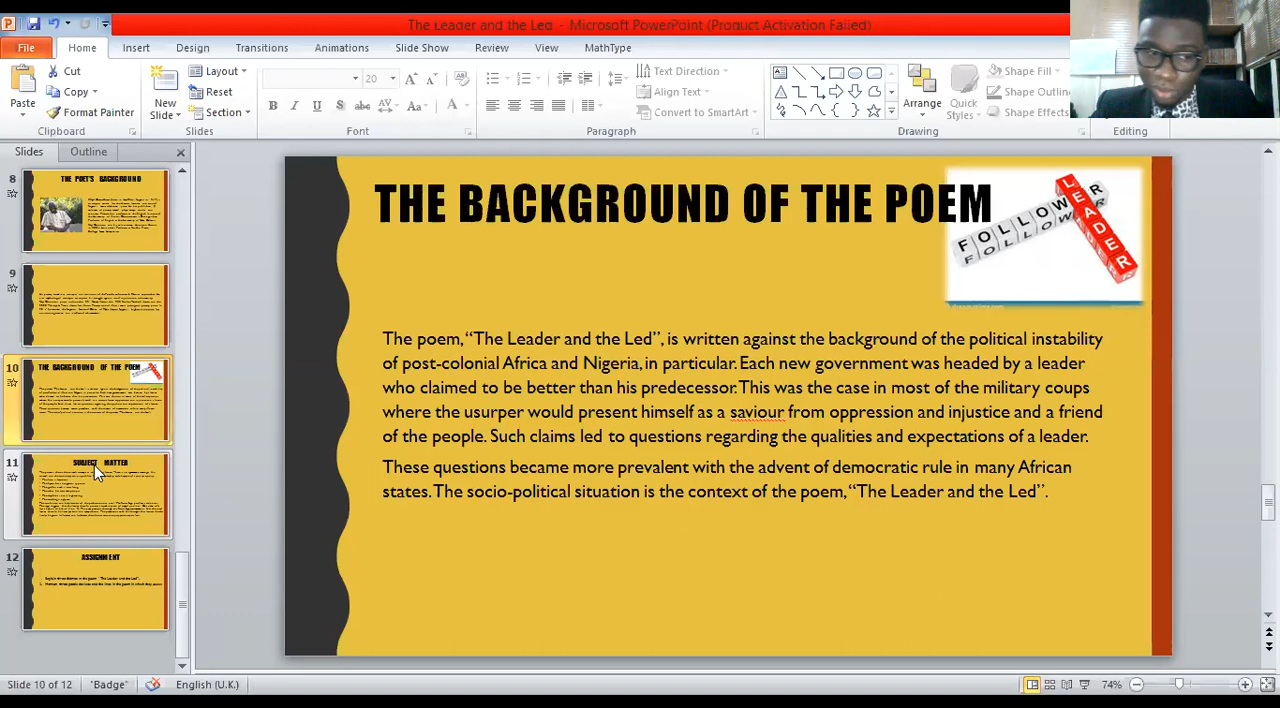 The Leader and the Led - Microsoft PowerPoint (Product Activation Failed)
File Home Insert Design Transitions Animations Slide Show Review View MathType
Paste
Cut
Copy
Format Painter
Clipboard
New Slide
Layout
Reset
Section
Slides
20
Font
Paragraph
Text Direction
Align Text
Convert to SmartArt
Arrange
Quick Styles
Shape Fill
Shape Outline
Shape Effects
Drawing
Editing
Slides Outline
8
THE POET'S BACKGROUND
9
10
THE BACKGROUND OF THE POEM
11
SUBJECT MATTER
12
ASSIGNMENT
THE BACKGROUND OF THE POEM
FOLLOWER
LEADER
The poem, “The Leader and the Led”, is written against the background of the political instability
of post-colonial Africa and Nigeria, in particular. Each new government was headed by a leader
who claimed to be better than his predecessor. This was the case in most of the military coups
where the usurper would present himself as a saviour from oppression and injustice and a friend
of the people. Such claims led to questions regarding the qualities and expectations of a leader.
These questions became more prevalent with the advent of democratic rule in many African
states. The socio-political situation is the context of the poem, “The Leader and the Led”.
Slide 10 of 12 'Badge' English (U.K.) 74%